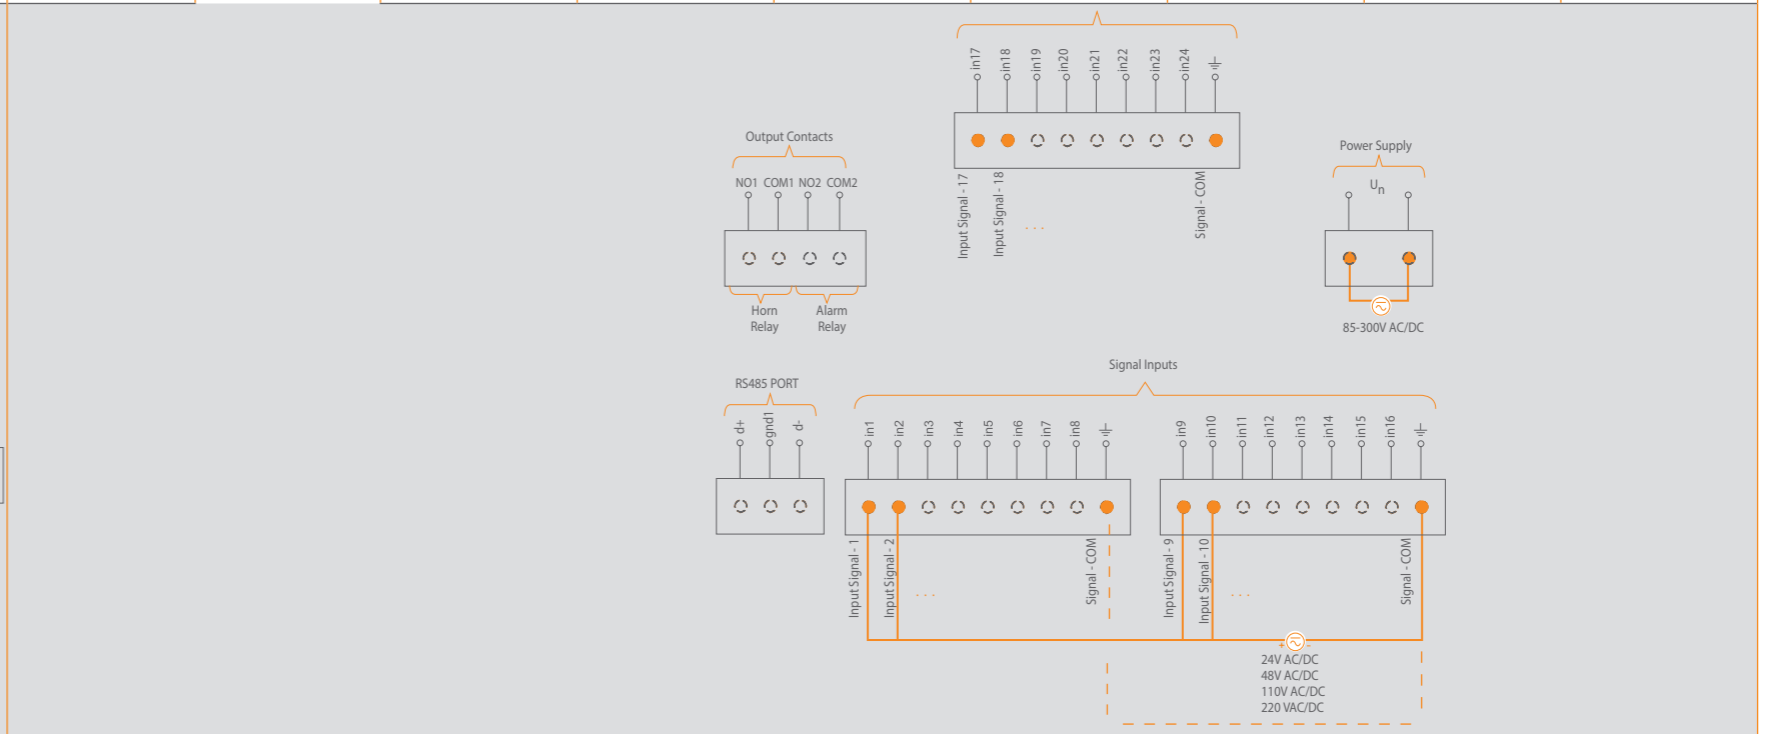 in17 in18 in19 in20 in21 in22 in23 in24
Input Signal - 17
Input Signal - 18
. . .
Signal - COM
Output Contacts
NO1 COM1 NO2 COM2
Horn
Relay
Alarm
Relay
Power Supply
Un
85-300V AC/DC
RS485 PORT
d+ gnd1 d-
Signal Inputs
in1 in2 in3 in4 in5 in6 in7 in8
in9 in10 in11 in12 in13 in14 in15 in16
Input Signal - 1
Input Signal - 2
. . .
Signal - COM
Input Signal - 9
Input Signal - 10
. . .
Signal - COM
+ -
24V AC/DC
48V AC/DC
110V AC/DC
220 VAC/DC